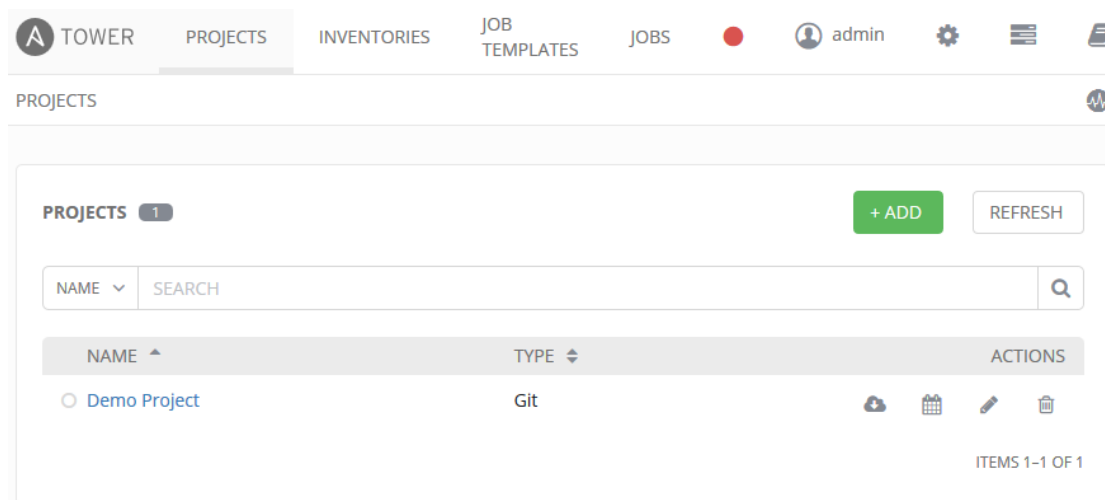 A TOWER PROJECTS INVENTORIES JOB TEMPLATES JOBS admin
PROJECTS
PROJECTS 1 + ADD REFRESH
NAME SEARCH
NAME TYPE ACTIONS
Demo Project Git
ITEMS 1–1 OF 1